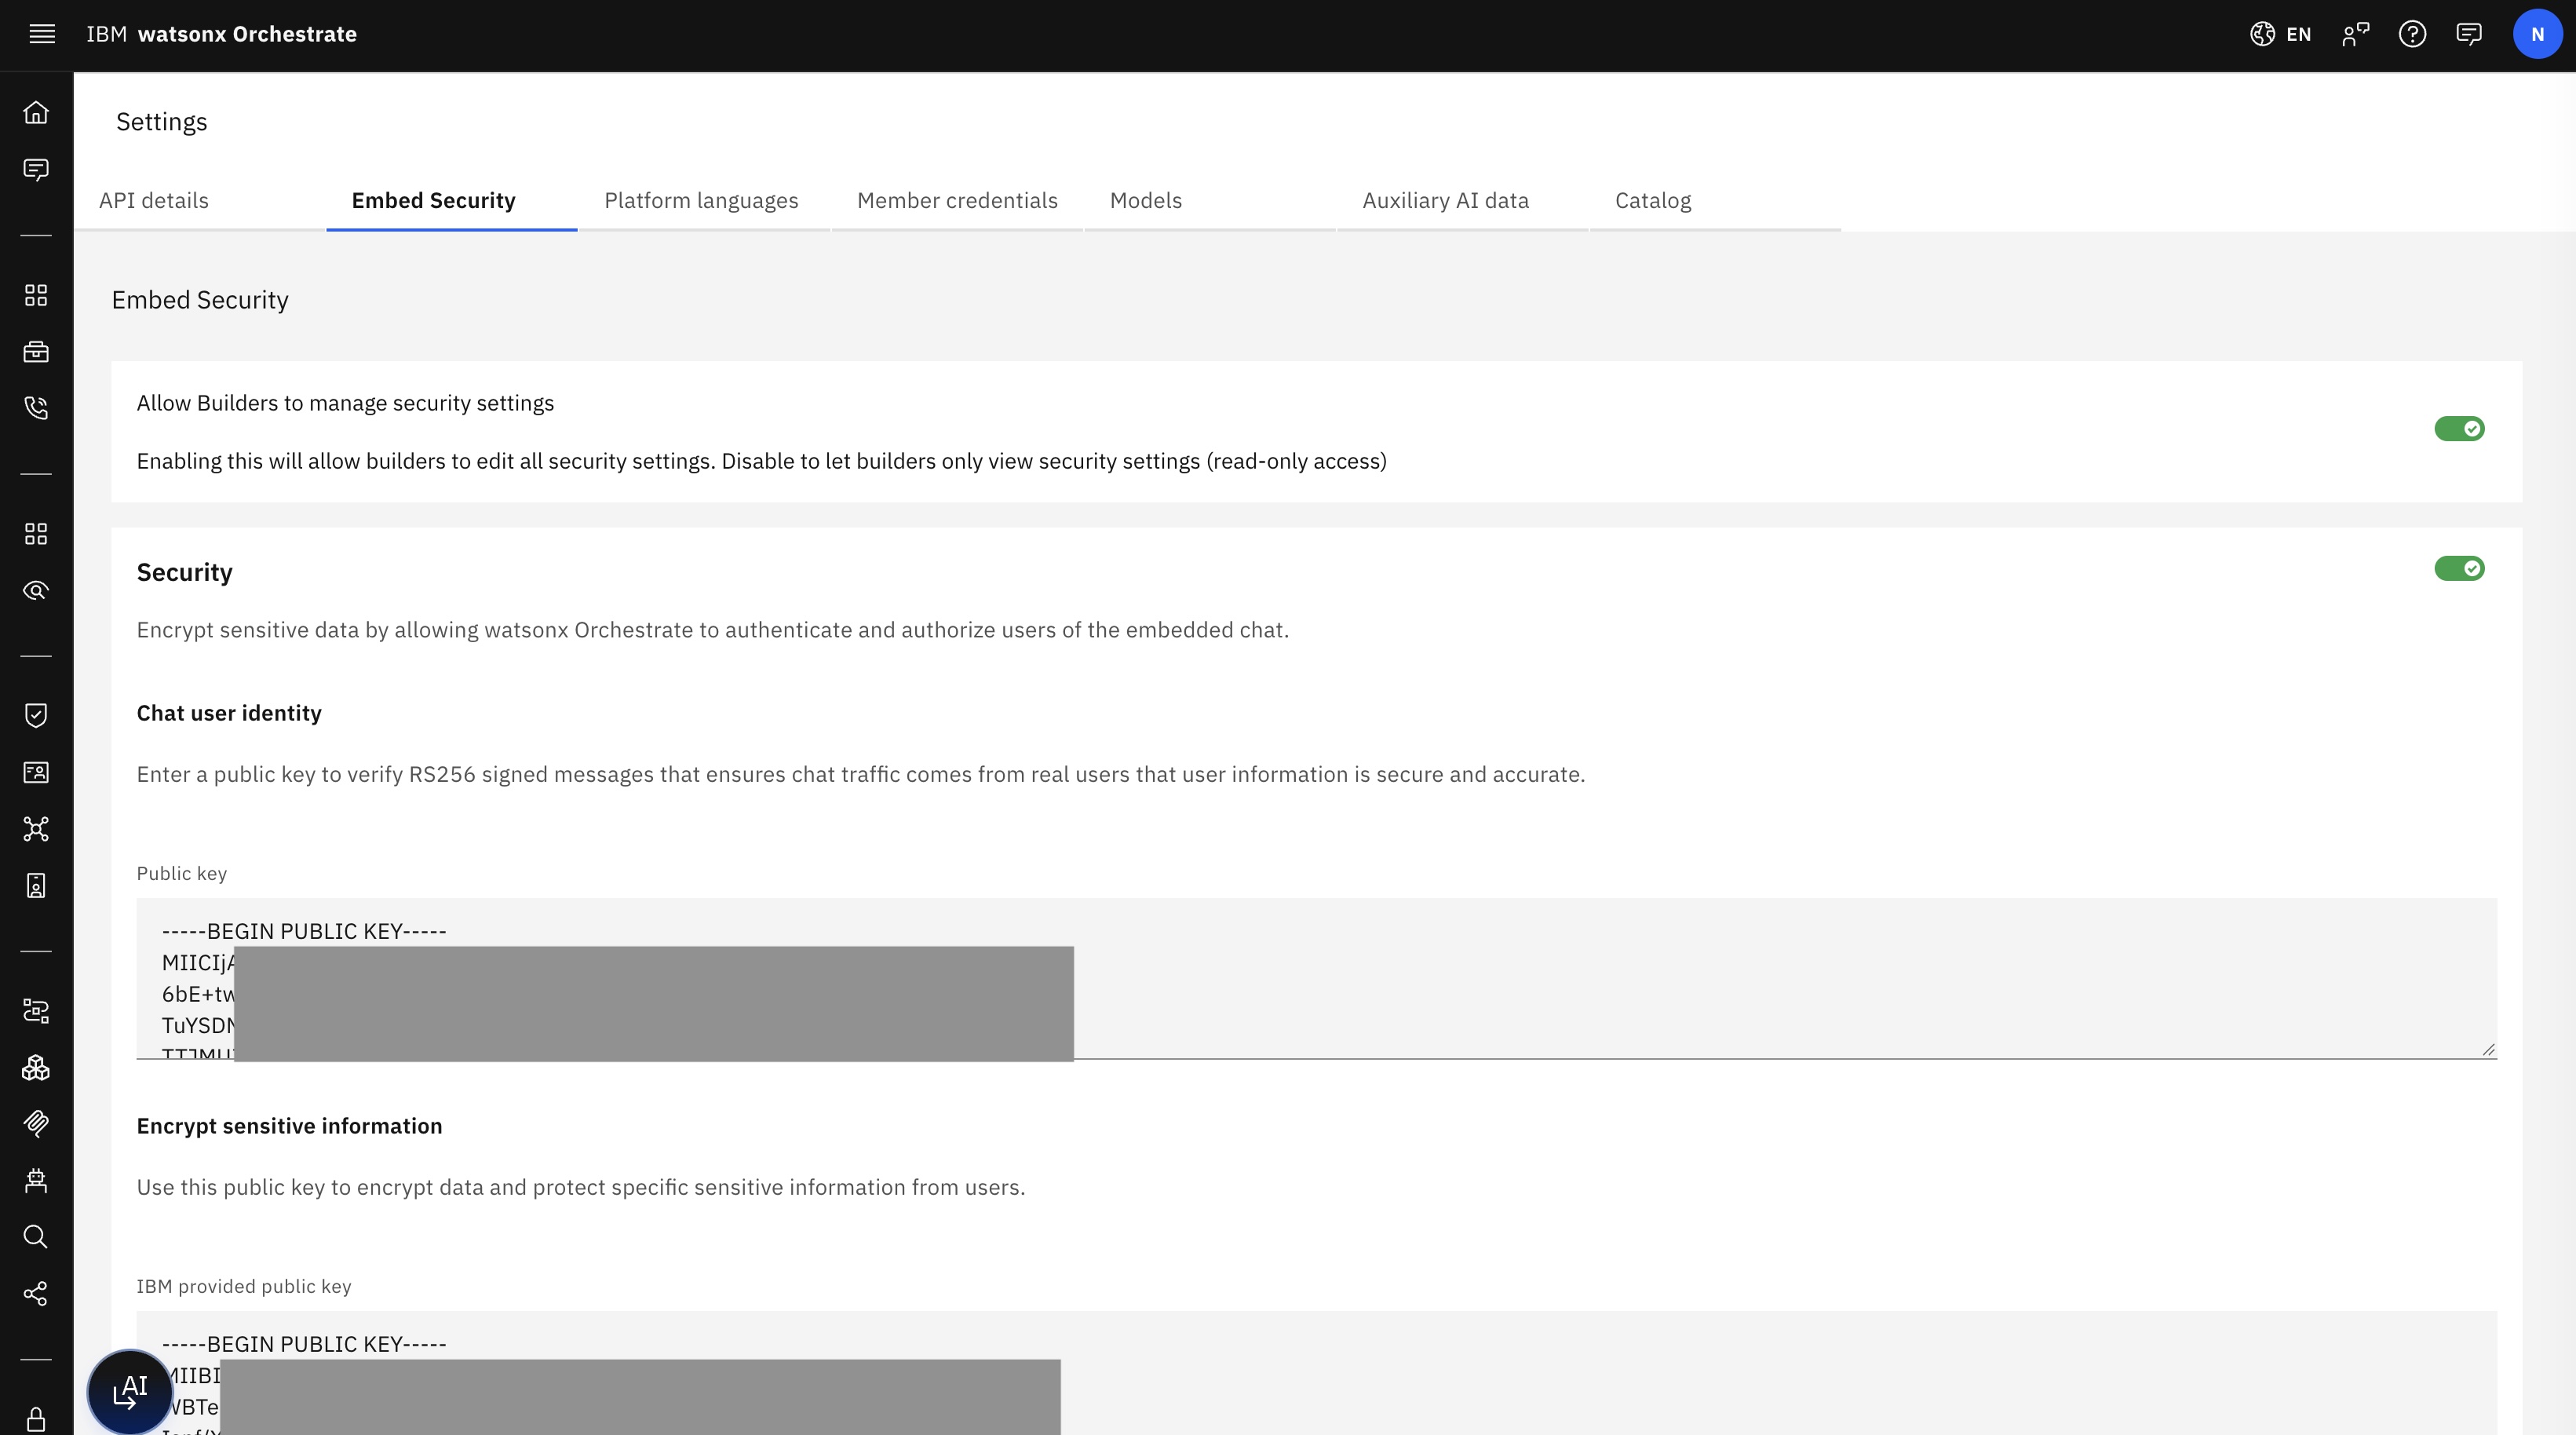 IBM watsonx Orchestrate
EN
N
Settings
API details
Embed Security
Platform languages
Member credentials
Models
Auxiliary AI data
Catalog
Embed Security
Allow Builders to manage security settings
Enabling this will allow builders to edit all security settings. Disable to let builders only view security settings (read-only access)
Security
Encrypt sensitive data by allowing watsonx Orchestrate to authenticate and authorize users of the embedded chat.
Chat user identity
Enter a public key to verify RS256 signed messages that ensures chat traffic comes from real users that user information is secure and accurate.
Public key
-----BEGIN PUBLIC KEY-----
MIICIjA
6bE+tw
TuYSDN
Encrypt sensitive information
Use this public key to encrypt data and protect specific sensitive information from users.
IBM provided public key
-----BEGIN PUBLIC KEY-----
MIIBI
WBTe
AI